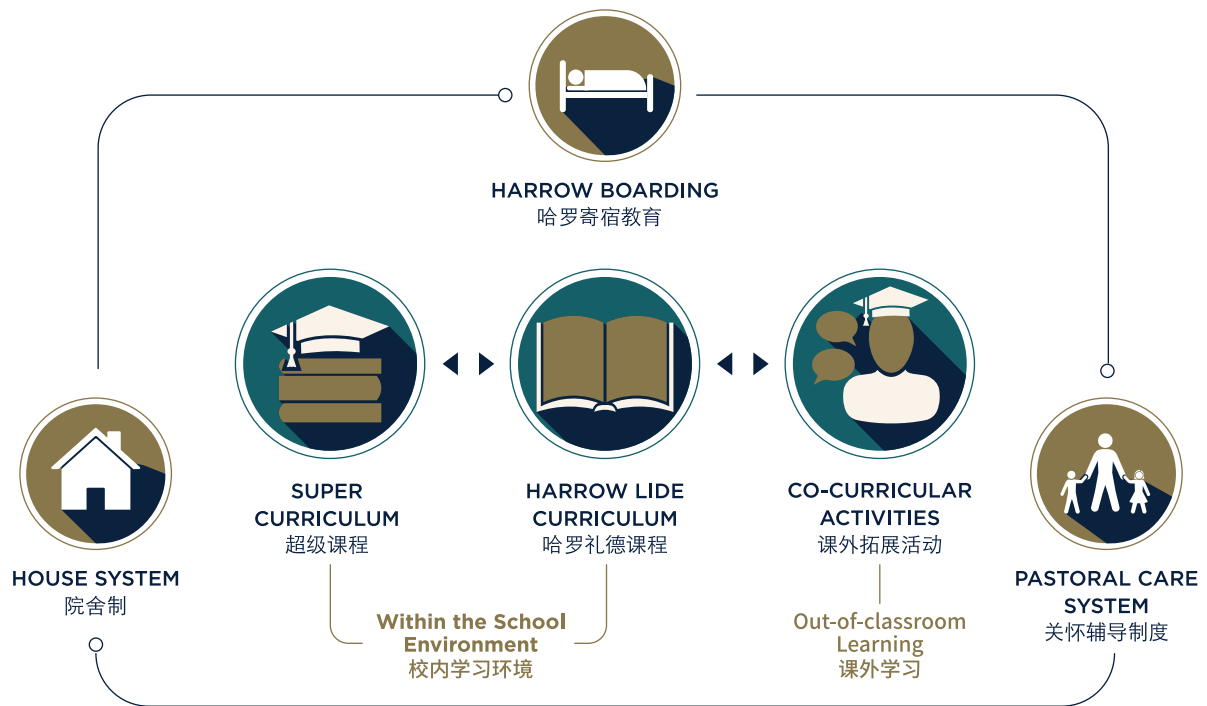 HARROW BOARDING
哈罗寄宿教育
SUPER
CURRICULUM
超级课程
HARROW LIDE
CURRICULUM
哈罗礼德课程
CO-CURRICULAR
ACTIVITIES
课外拓展活动
HOUSE SYSTEM
院舍制
PASTORAL CARE
SYSTEM
关怀辅导制度
Within the School
Environment
校内学习环境
Out-of-classroom
Learning
课外学习